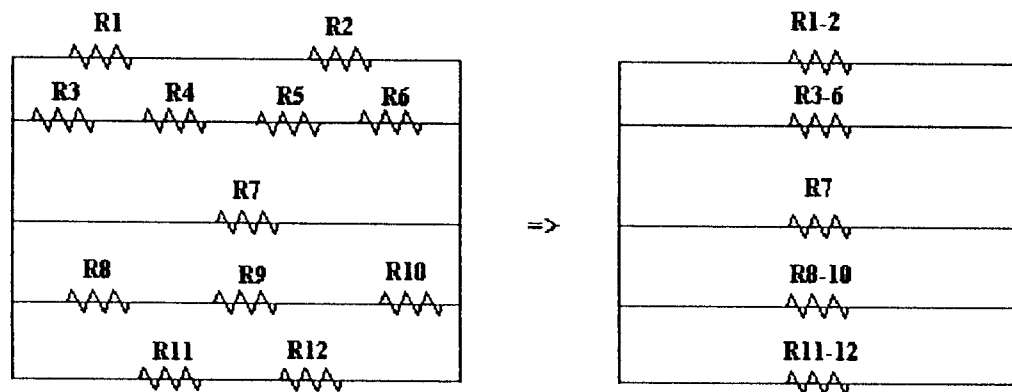 R1 R2
R3 R4 R5 R6
R7
R8 R9 R10
R11 R12
=>
R1-2
R3-6
R7
R8-10
R11-12